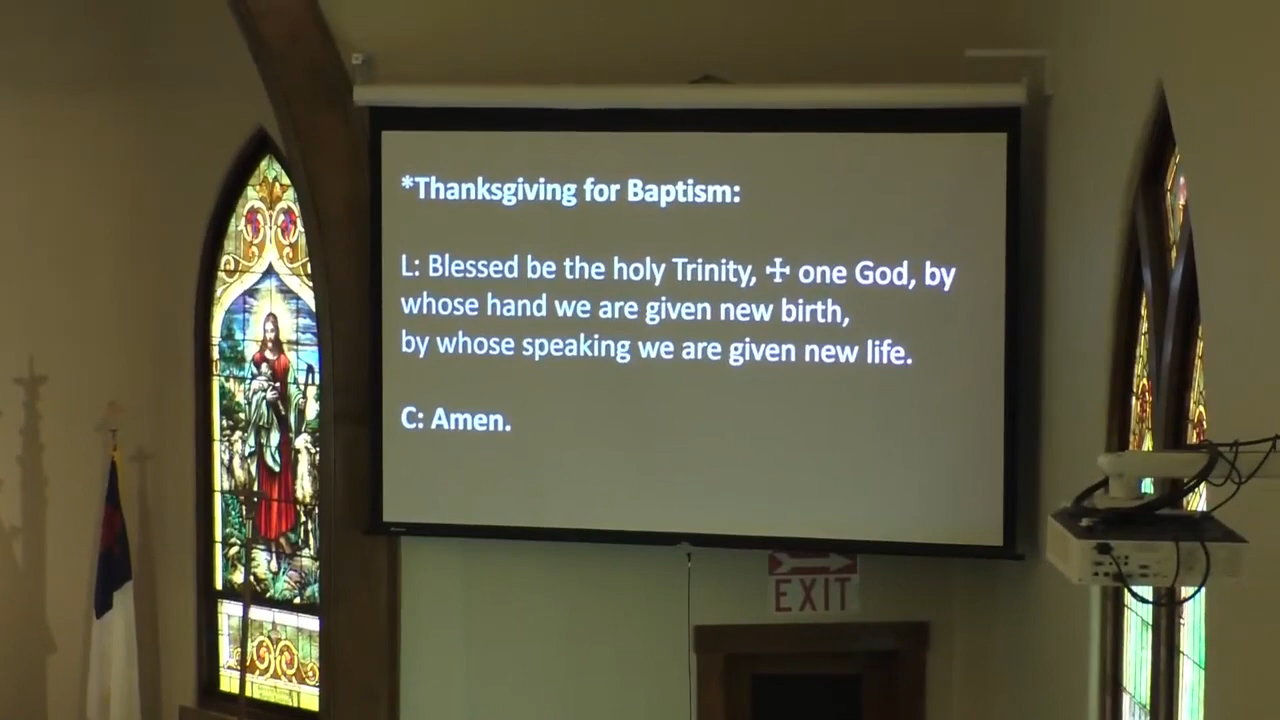 *Thanksgiving for Baptism:
L: Blessed be the holy Trinity, ☩ one God, by
whose hand we are given new birth,
by whose speaking we are given new life.
C: Amen.
EXIT